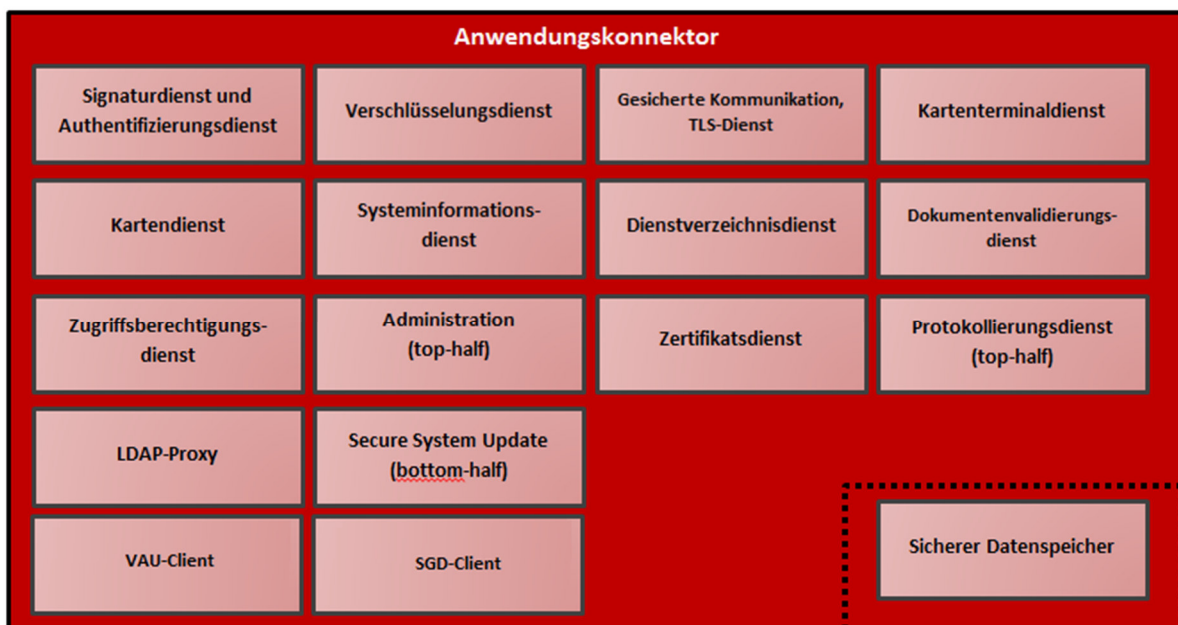 Anwendungskonnektor
Signaturdienst und
Authentifizierungsdienst
Verschlüsselungsdienst
Gesicherte Kommunikation,
TLS-Dienst
Kartenterminaldienst
Kartendienst
Systeminformations-
dienst
Dienstverzeichnisdienst
Dokumentenvalidierungs-
dienst
Zugriffsberechtigungs-
dienst
Administration
(top-half)
Zertifikatsdienst
Protokollierungsdienst
(top-half)
LDAP-Proxy
Secure System Update
(bottom-half)
VAU-Client
SGD-Client
Sicherer Datenspeicher